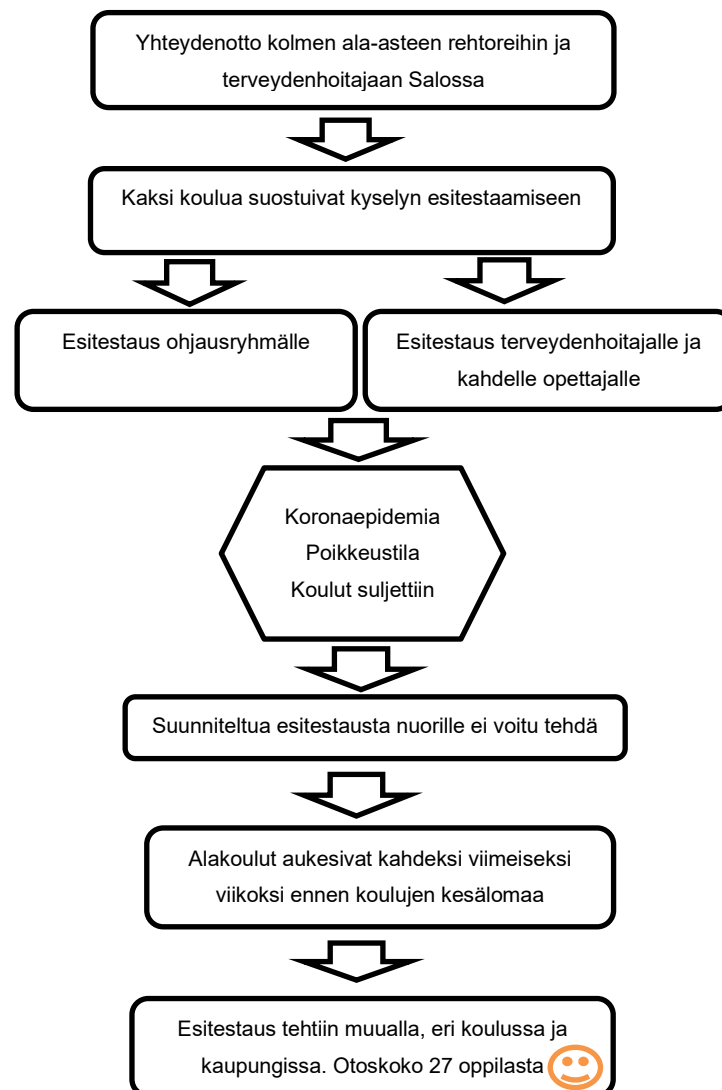 Yhteydenotto kolmen ala-asteen rehtoreihin ja
terveydenhoitajaan Salossa
Kaksi koulua suostuivat kyselyn esitestaamiseen
Esitestaus ohjausryhmälle
Esitestaus terveydenhoitajalle ja
kahdelle opettajalle
Koronaepidemia
Poikkeustila
Koulut suljettiin
Suunniteltua esitestausta nuorille ei voitu tehdä
Alakoulut aukesivat kahdeksi viimeiseksi
viikoksi ennen koulujen kesälomaa
Esitestaus tehtiin muualla, eri koulussa ja
kaupungissa. Otoskoko 27 oppilasta